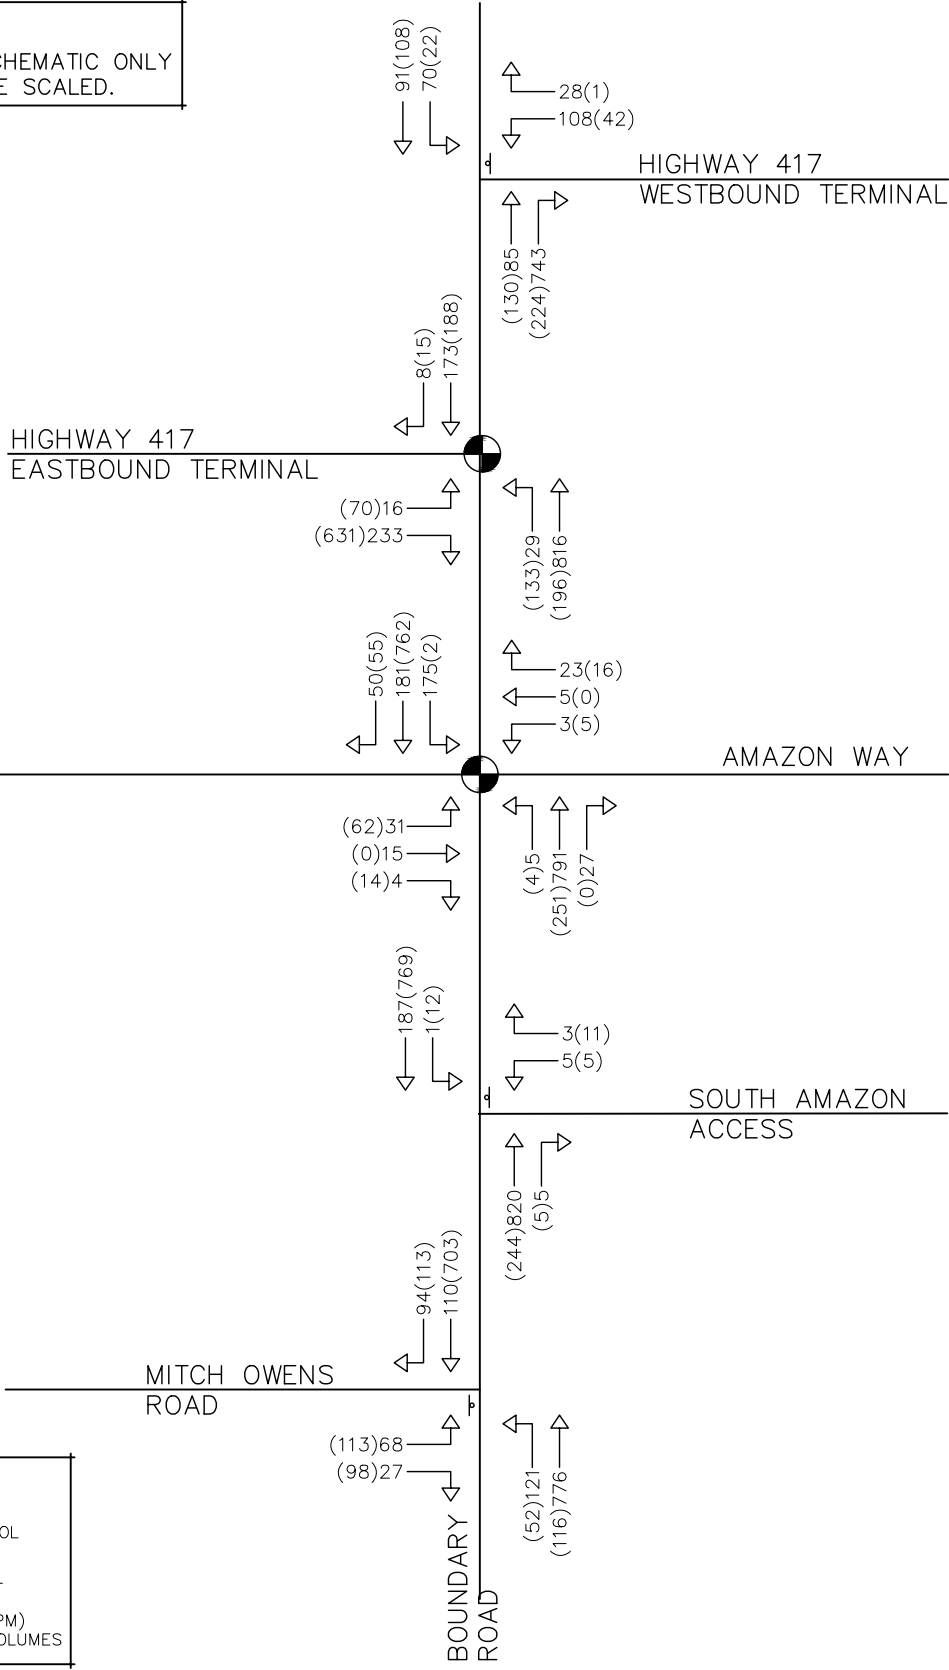 CHEMATIC ONLY
E SCALED.
91(108)
70(22)
28(1)
108(42)
HIGHWAY 417
WESTBOUND TERMINAL
(130)85
(224)743
8(15)
173(188)
HIGHWAY 417
EASTBOUND TERMINAL
(70)16
(631)233
(133)29
(196)816
50(55)
181(762)
175(2)
23(16)
5(0)
3(5)
AMAZON WAY
(62)31
(0)15
(14)4
(4)5
(251)791
(0)27
187(769)
1(12)
3(11)
5(5)
SOUTH AMAZON
ACCESS
(244)820
(5)5
94(113)
110(703)
MITCH OWENS
ROAD
(113)68
(98)27
(52)121
(116)776
BOUNDARY
ROAD
OL
PM)
OLUMES